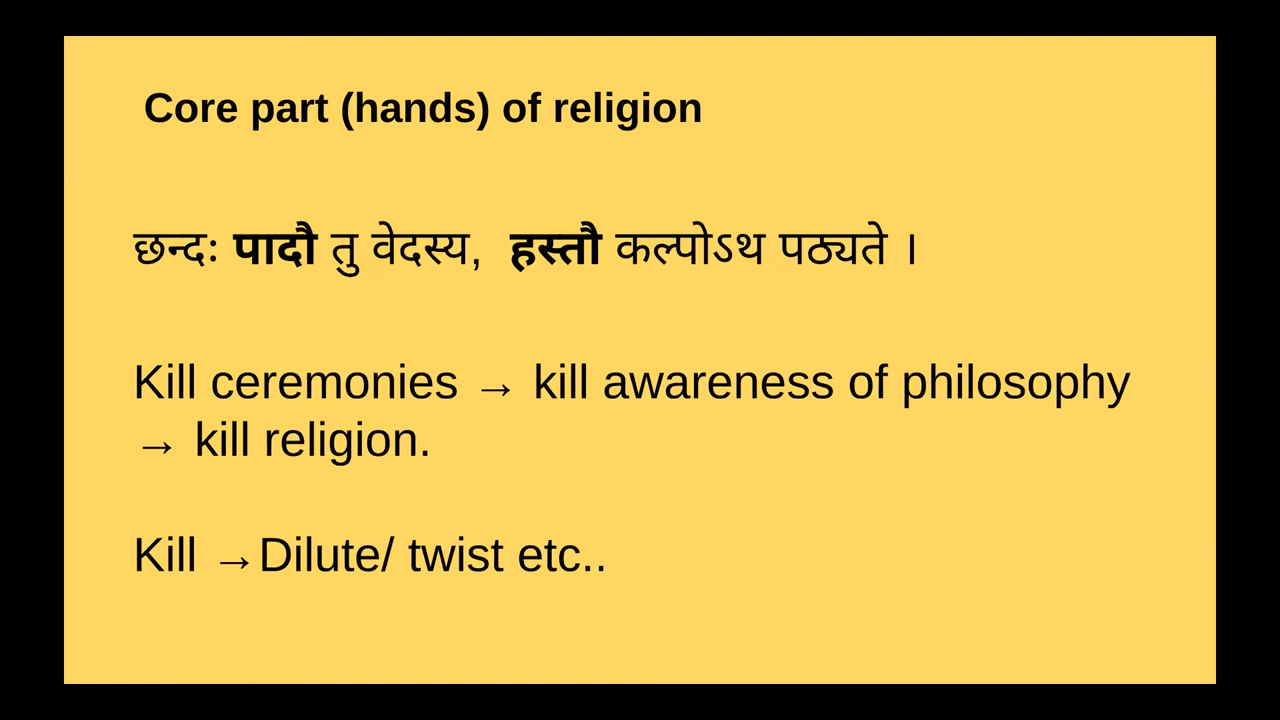 Core part (hands) of religion
छन्दः पादौ तु वेदस्य, हस्तौ कल्पोऽथ पठ्यते ।
Kill ceremonies → kill awareness of philosophy
→ kill religion.
Kill →Dilute/ twist etc..